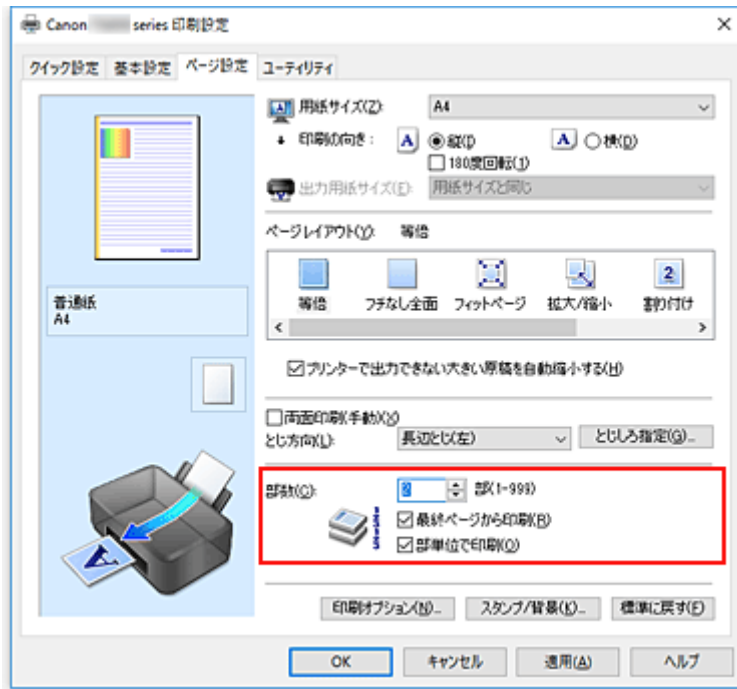 Canon series 印刷設定
クイック設定 基本設定 ページ設定 ユーティリティ
用紙サイズ(Z): A4
印刷の向き: A 縦(I) A 横(D)
180度回転(1)
出力用紙サイズ(E): 用紙サイズと同じ
ページレイアウト(Y): 等倍
等倍 フチなし全面 フィットページ 拡大/縮小 割り付け
プリンターで出力できない大きい原稿を自動縮小する(H)
普通紙
A4
両面印刷(手動)(X)
とじ方向(L): 長辺とじ(左) とじしろ指定(G)...
部数(C): 2 部(1-999)
最終ページから印刷(R)
部単位で印刷(O)
印刷オプション(N)... スタンプ/背景(K)... 標準に戻す(F)
OK キャンセル 適用(A) ヘルプ